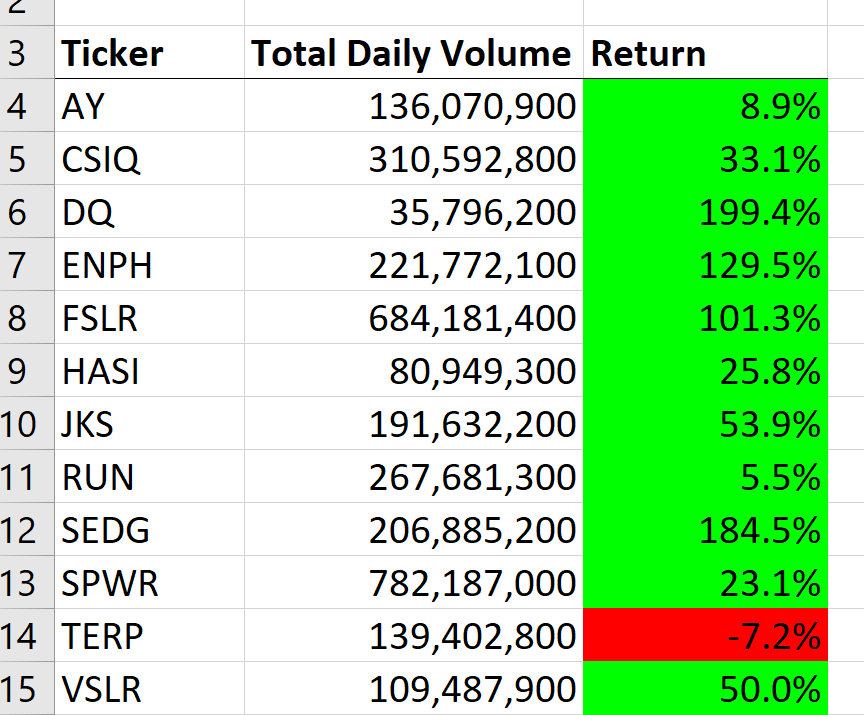 2
3 Ticker Total Daily Volume Return
4 AY 136,070,900 8.9%
5 CSIQ 310,592,800 33.1%
6 DQ 35,796,200 199.4%
7 ENPH 221,772,100 129.5%
8 FSLR 684,181,400 101.3%
9 HASI 80,949,300 25.8%
10 JKS 191,632,200 53.9%
11 RUN 267,681,300 5.5%
12 SEDG 206,885,200 184.5%
13 SPWR 782,187,000 23.1%
14 TERP 139,402,800 -7.2%
15 VSLR 109,487,900 50.0%